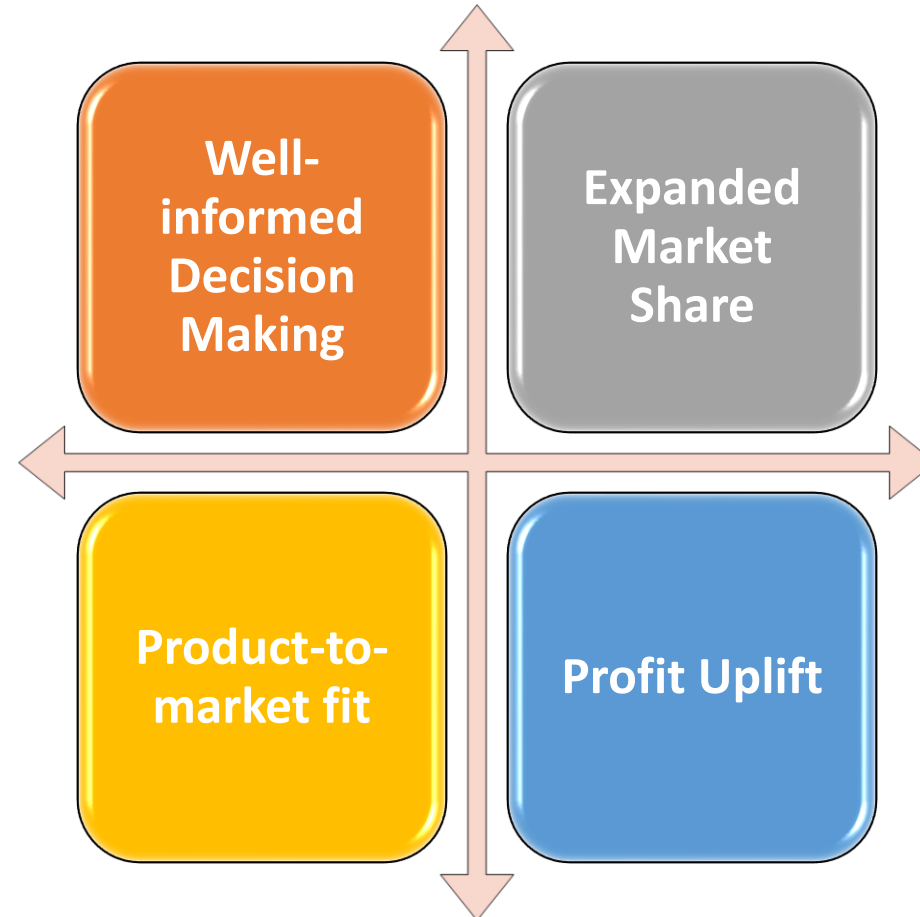 Well-
informed
Decision
Making
Expanded
Market
Share
Product-to-
market fit
Profit Uplift